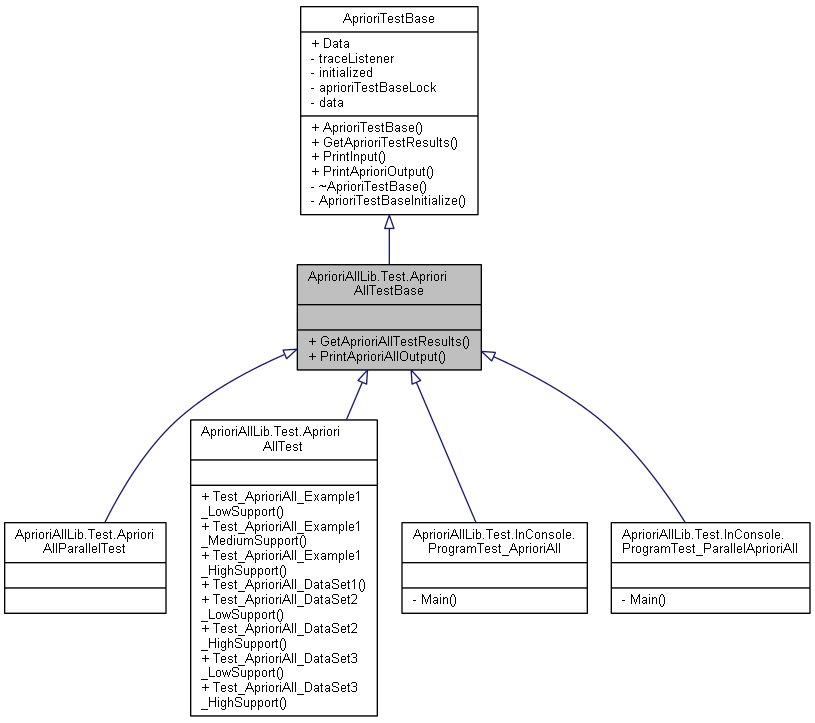 AprioriTestBase
+ Data
- traceListener
- initialized
- aprioriTestBaseLock
- data
+ AprioriTestBase()
+ GetAprioriTestResults()
+ PrintInput()
+ PrintAprioriOutput()
- ~AprioriTestBase()
- AprioriTestBaseInitialize()
AprioriAllLib.Test.Apriori
AllTestBase
+ GetAprioriAllTestResults()
+ PrintAprioriAllOutput()
AprioriAllLib.Test.Apriori
AllParallelTest
AprioriAllLib.Test.Apriori
AllTest
+ Test_AprioriAll_Example1
_LowSupport()
+ Test_AprioriAll_Example1
_MediumSupport()
+ Test_AprioriAll_Example1
_HighSupport()
+ Test_AprioriAll_DataSet1()
+ Test_AprioriAll_DataSet2
_LowSupport()
+ Test_AprioriAll_DataSet2
_HighSupport()
+ Test_AprioriAll_DataSet3
_LowSupport()
+ Test_AprioriAll_DataSet3
_HighSupport()
AprioriAllLib.Test.InConsole.
ProgramTest_AprioriAll
- Main()
AprioriAllLib.Test.InConsole.
ProgramTest_ParallelAprioriAll
- Main()